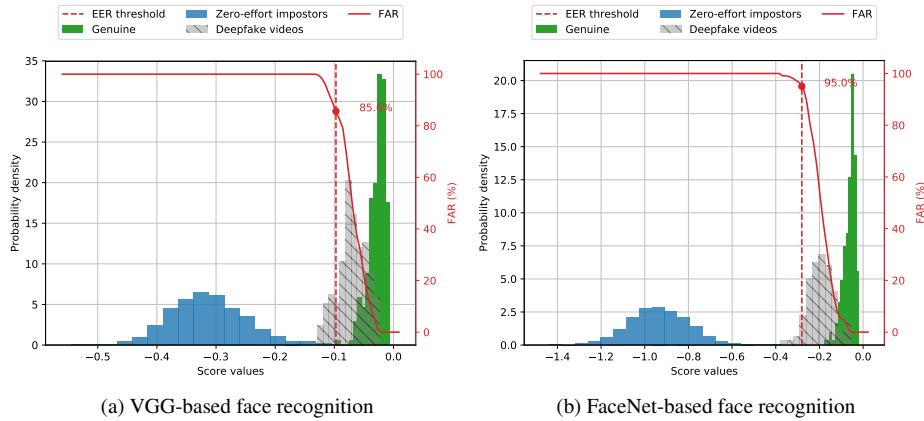 EER threshold Zero-effort impostors FAR
Genuine Deepfake videos
35
30
25
20
15
10
5
0
Probability density
−0.5 −0.4 −0.3 −0.2 −0.1 0.0
Score values
100
80
60
40
20
0
FAR (%)
(a) VGG-based face recognition
EER threshold Zero-effort impostors FAR
Genuine Deepfake videos
20.0
17.5
15.0
12.5
10.0
7.5
5.0
2.5
0.0
Probability density
−1.4 −1.2 −1.0 −0.8 −0.6 −0.4 −0.2 0.0
Score values
95.0%
100
80
60
40
20
0
FAR (%)
(b) FaceNet-based face recognition